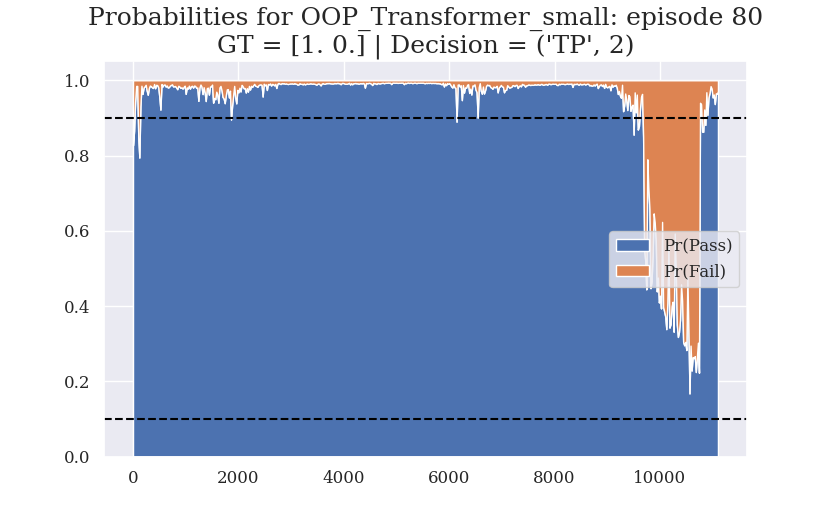 Probabilities for OOP_Transformer_small: episode 80
GT = [1. 0.] | Decision = ('TP', 2)
1.0
0.8
0.6
0.4
0.2
0.0
Pr(Pass)
Pr(Fail)
0 2000 4000 6000 8000 10000